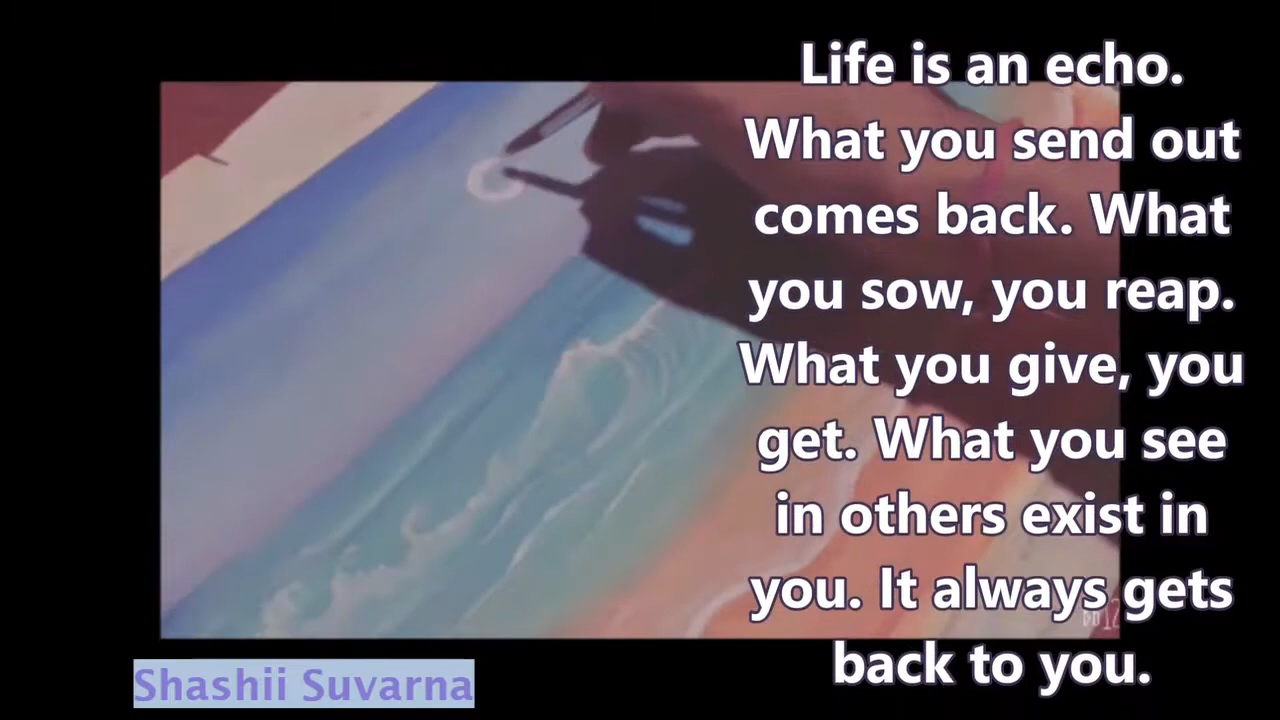 Life is an echo.
What you send out
comes back. What
you sow, you reap.
What you give, you
get. What you see
in others exist in
you. It always gets
back to you.
Shashii Suvarna